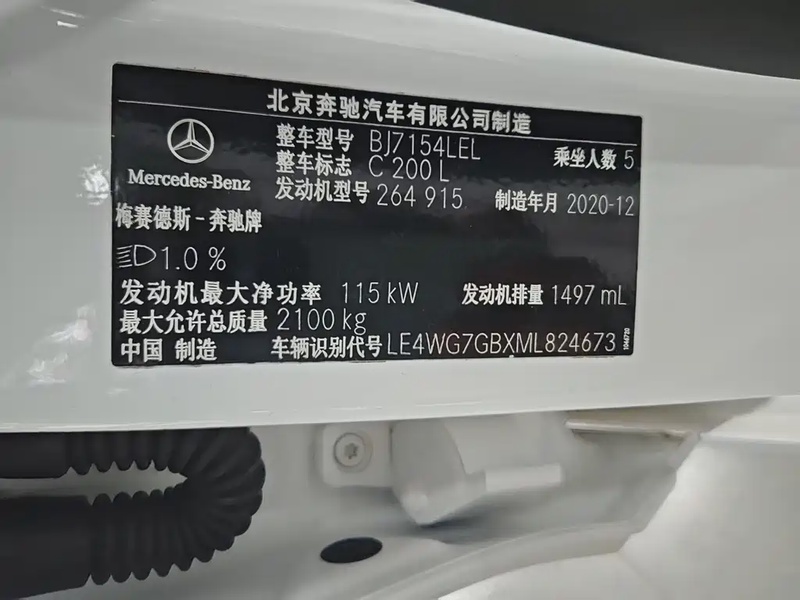 北京奔驰汽车有限公司制造
整车型号 BJ7154LEL 乘坐人数 5
整车标志 C 200 L
发动机型号 264 915 制造年月 2020-12
Mercedes-Benz
梅赛德斯-奔驰牌
1.0 %
发动机最大净功率 115 kW 发动机排量 1497 mL
最大允许总质量 2100 kg
中国 制造 车辆识别代号 LE4WG7GBXML824673